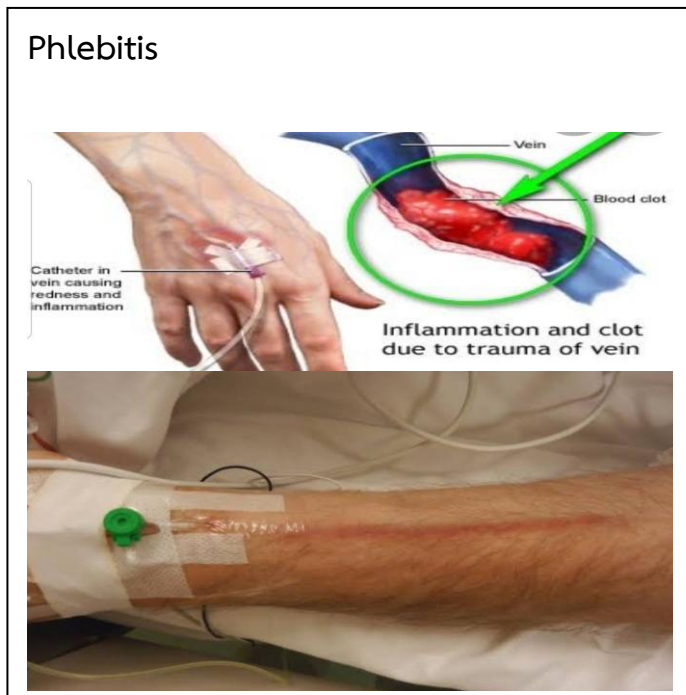 Phlebitis
Vein
Blood clot
Catheter in
vein causing
redness and
inflammation
Inflammation and clot
due to trauma of vein